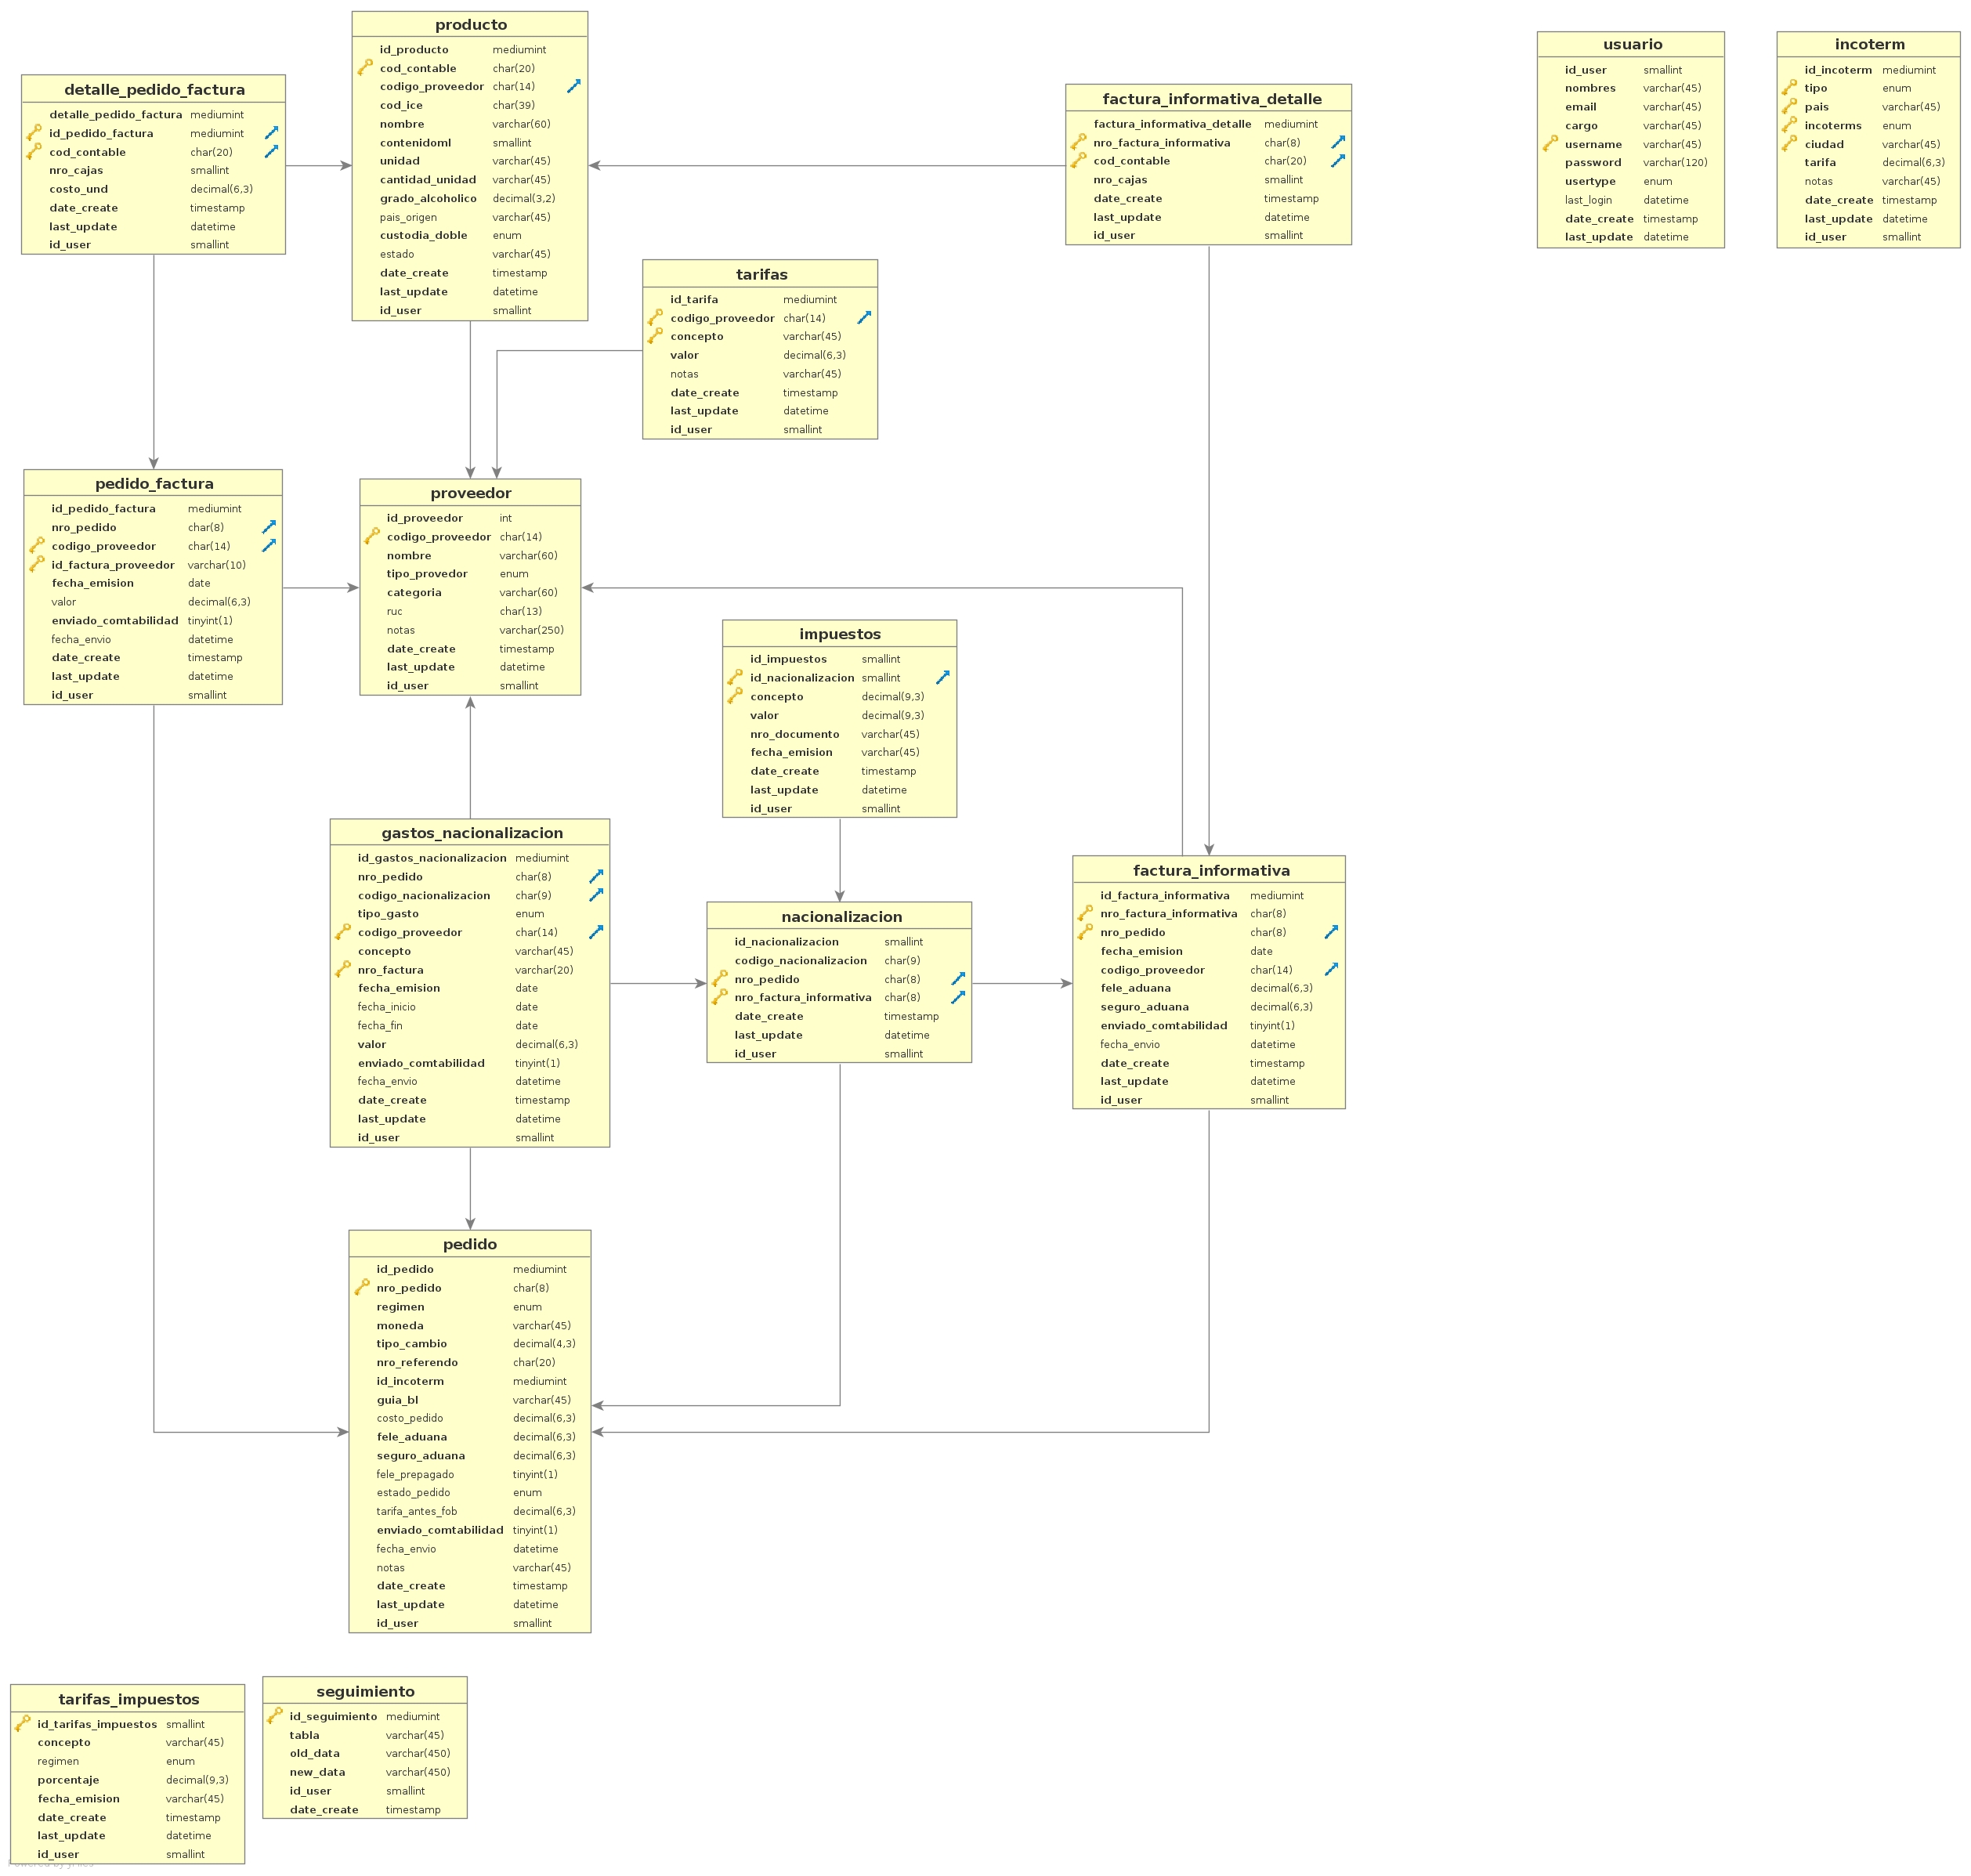 producto
id_producto mediumint
cod_contable char(20)
codigo_proveedor char(14)
cod_ice char(39)
nombre varchar(60)
contenidoml smallint
unidad varchar(45)
cantidad_unidad varchar(45)
grado_alcoholico decimal(3,2)
pais_origen varchar(45)
custodia_doble enum
estado varchar(45)
date_create timestamp
last_update datetime
id_user smallint
usuario
id_user smallint
nombres varchar(45)
email varchar(45)
cargo varchar(45)
username varchar(45)
password varchar(120)
usertype enum
last_login datetime
date_create timestamp
last_update datetime
incoterm
id_incoterm mediumint
tipo enum
pais varchar(45)
incoterms enum
ciudad varchar(45)
tarifa decimal(6,3)
notas varchar(45)
date_create timestamp
last_update datetime
id_user smallint
detalle_pedido_factura
detalle_pedido_factura mediumint
id_pedido_factura mediumint
cod_contable char(20)
nro_cajas smallint
costo_und decimal(6,3)
date_create timestamp
last_update datetime
id_user smallint
factura_informativa_detalle
factura_informativa_detalle mediumint
nro_factura_informativa char(8)
cod_contable char(20)
nro_cajas smallint
date_create timestamp
last_update datetime
id_user smallint
tarifas
id_tarifa mediumint
codigo_proveedor char(14)
concepto varchar(45)
valor decimal(6,3)
notas varchar(45)
date_create timestamp
last_update datetime
id_user smallint
pedido_factura
id_pedido_factura mediumint
nro_pedido char(8)
codigo_proveedor char(14)
id_factura_proveedor varchar(10)
fecha_emision date
valor decimal(6,3)
enviado_comtabilidad tinyint(1)
fecha_envio datetime
date_create timestamp
last_update datetime
id_user smallint
proveedor
id_proveedor int
codigo_proveedor char(14)
nombre varchar(60)
tipo_provedor enum
categoria varchar(60)
ruc char(13)
notas varchar(250)
date_create timestamp
last_update datetime
id_user smallint
impuestos
id_impuestos smallint
id_nacionalizacion smallint
concepto decimal(9,3)
valor decimal(9,3)
nro_documento varchar(45)
fecha_emision varchar(45)
date_create timestamp
last_update datetime
id_user smallint
gastos_nacionalizacion
id_gastos_nacionalizacion mediumint
nro_pedido char(8)
codigo_nacionalizacion char(9)
tipo_gasto enum
codigo_proveedor char(14)
concepto varchar(45)
nro_factura varchar(20)
fecha_emision date
fecha_inicio date
fecha_fin date
valor decimal(6,3)
enviado_comtabilidad tinyint(1)
fecha_envio datetime
date_create timestamp
last_update datetime
id_user smallint
nacionalizacion
id_nacionalizacion smallint
codigo_nacionalizacion char(9)
nro_pedido char(8)
nro_factura_informativa char(8)
date_create timestamp
last_update datetime
id_user smallint
factura_informativa
id_factura_informativa mediumint
nro_factura_informativa char(8)
nro_pedido char(8)
fecha_emision date
codigo_proveedor char(14)
fele_aduana decimal(6,3)
seguro_aduana decimal(6,3)
enviado_comtabilidad tinyint(1)
fecha_envio datetime
date_create timestamp
last_update datetime
id_user smallint
pedido
id_pedido mediumint
nro_pedido char(8)
regimen enum
moneda varchar(45)
tipo_cambio decimal(4,3)
nro_referendo char(20)
id_incoterm mediumint
guia_bl varchar(45)
costo_pedido decimal(6,3)
fele_aduana decimal(6,3)
seguro_aduana decimal(6,3)
fele_prepagado tinyint(1)
estado_pedido enum
tarifa_antes_fob decimal(6,3)
enviado_comtabilidad tinyint(1)
fecha_envio datetime
notas varchar(45)
date_create timestamp
last_update datetime
id_user smallint
tarifas_impuestos
id_tarifas_impuestos smallint
concepto varchar(45)
regimen enum
porcentaje decimal(9,3)
fecha_emision varchar(45)
date_create timestamp
last_update datetime
id_user smallint
seguimiento
id_seguimiento mediumint
tabla varchar(45)
old_data varchar(450)
new_data varchar(450)
id_user smallint
date_create timestamp